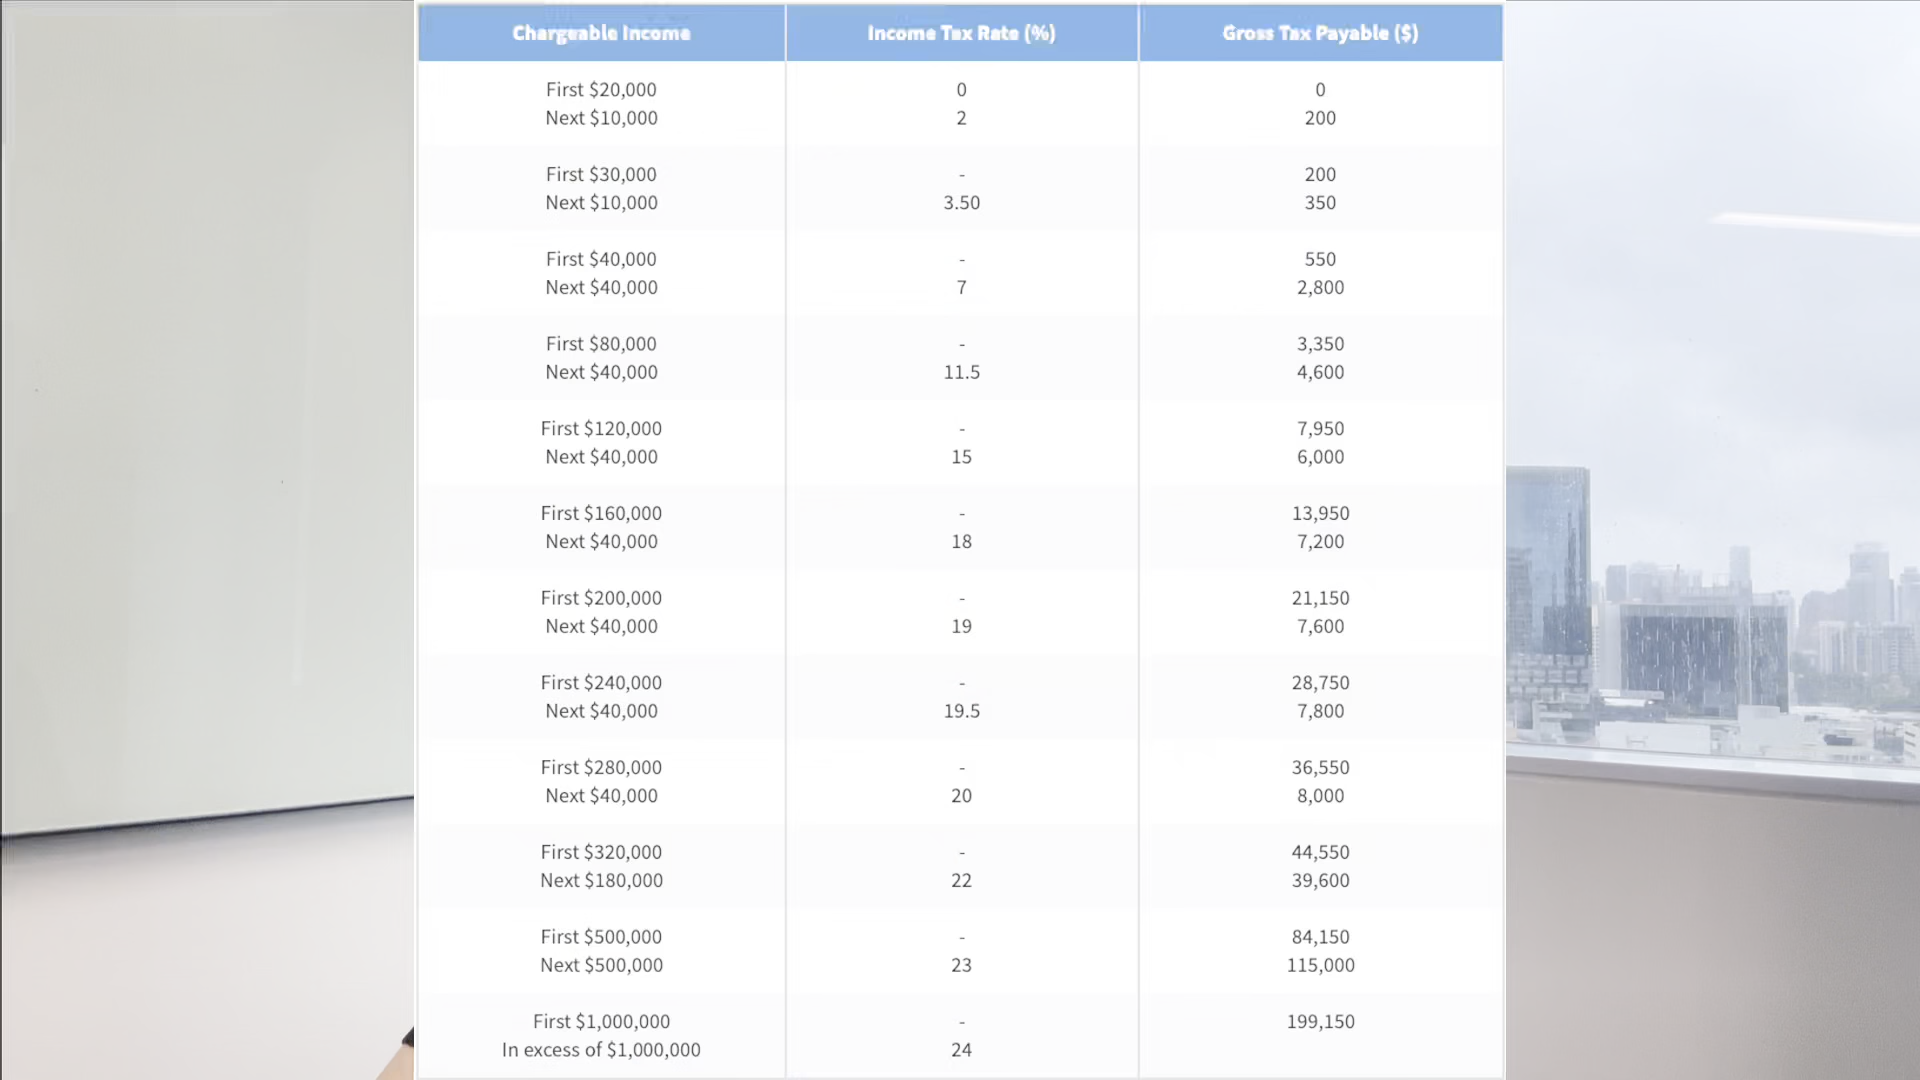 Chargeable Income Income Tax Rate (%) Gross Tax Payable ($)
First $20,000 0 0
Next $10,000 2 200
First $30,000 - 200
Next $10,000 3.50 350
First $40,000 - 550
Next $40,000 7 2,800
First $80,000 - 3,350
Next $40,000 11.5 4,600
First $120,000 - 7,950
Next $40,000 15 6,000
First $160,000 - 13,950
Next $40,000 18 7,200
First $200,000 - 21,150
Next $40,000 19 7,600
First $240,000 - 28,750
Next $40,000 19.5 7,800
First $280,000 - 36,550
Next $40,000 20 8,000
First $320,000 - 44,550
Next $180,000 22 39,600
First $500,000 - 84,150
Next $500,000 23 115,000
First $1,000,000 - 199,150
In excess of $1,000,000 24